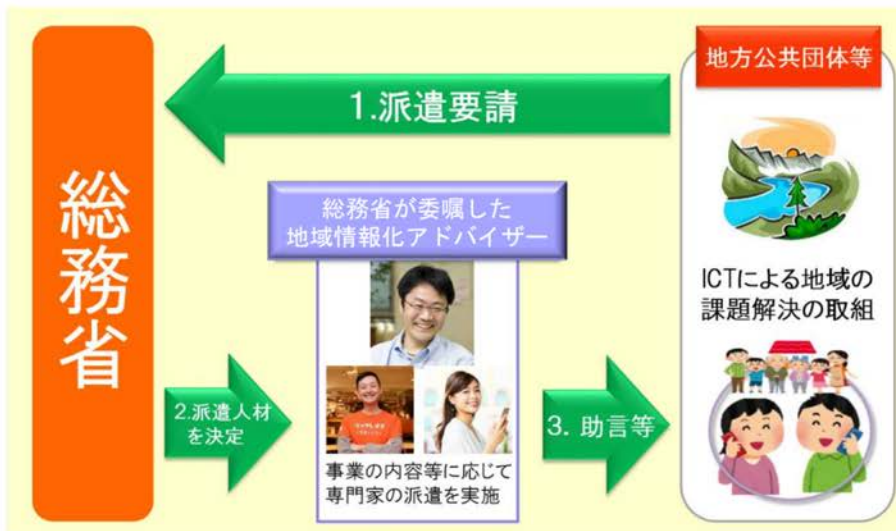 総務省
地方公共団体等
1.派遣要請
総務省が委嘱した
地域情報化アドバイザー
ICTによる地域の
課題解決の取組
2.派遣人材
を決定
3. 助言等
事業の内容等に応じて
専門家の派遣を実施